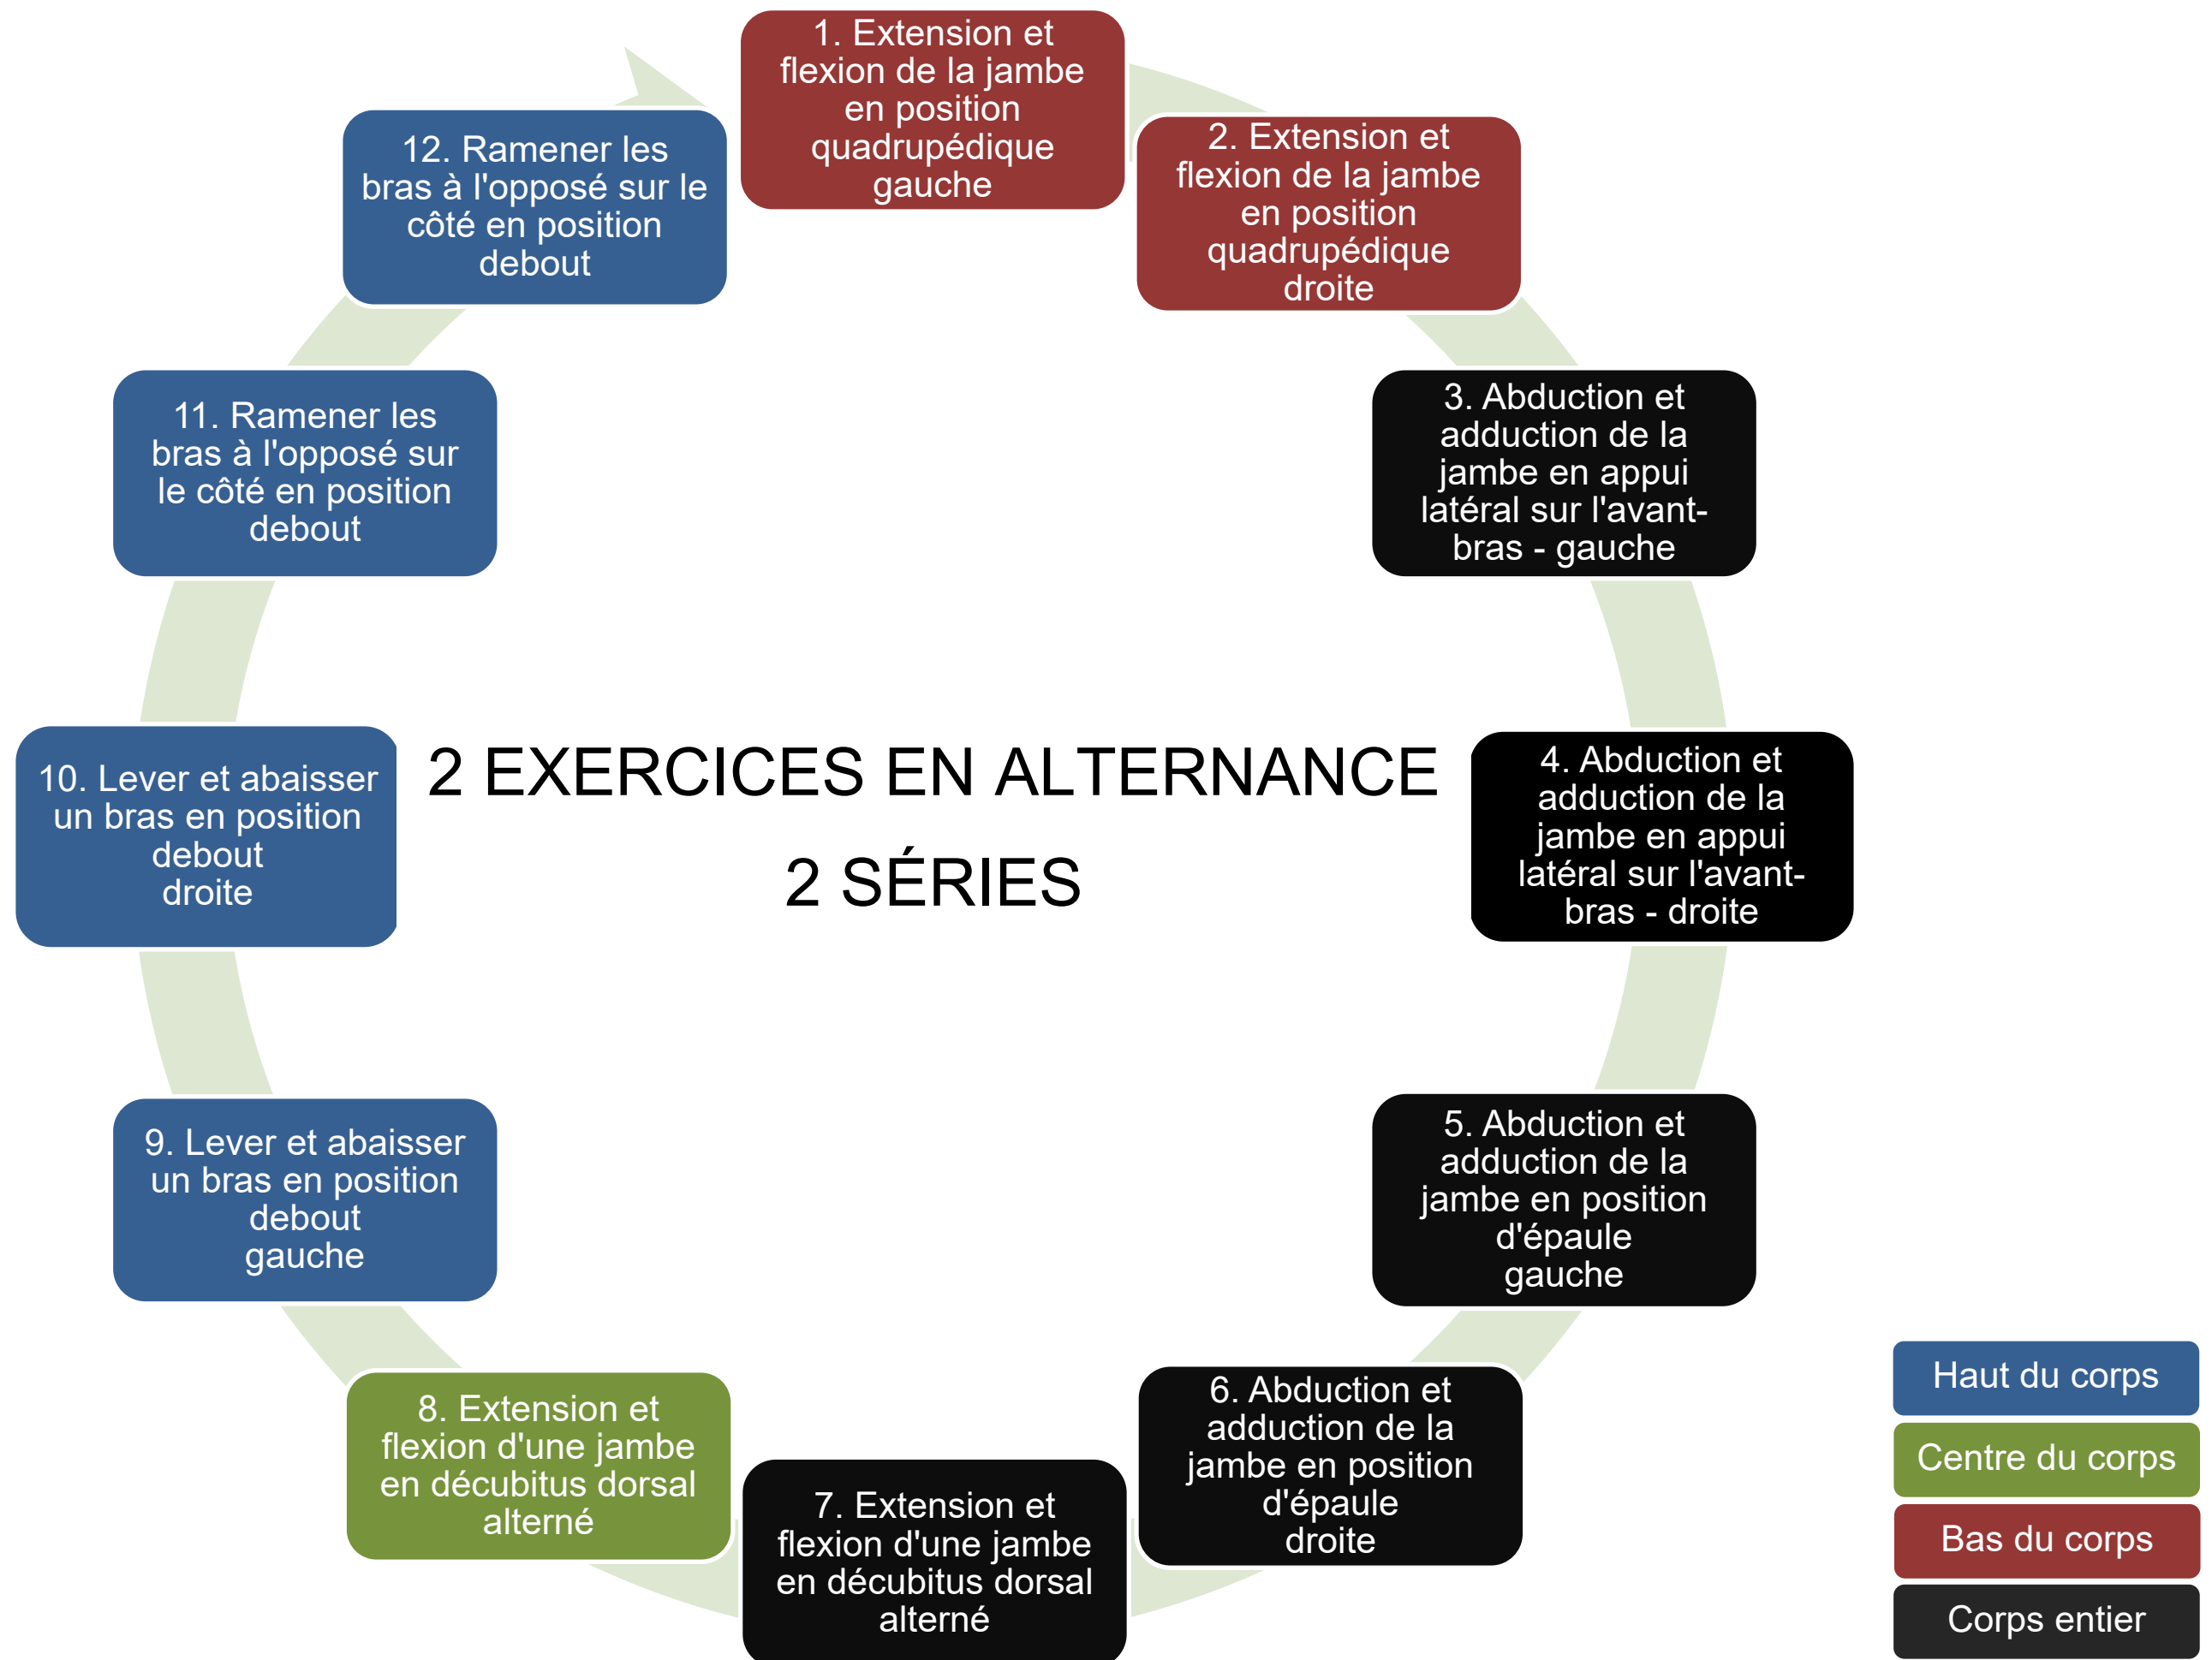 1. Extension et
flexion de la jambe
en position
quadrupédique
gauche
2. Extension et
flexion de la jambe
en position
quadrupédique
droite
3. Abduction et
adduction de la
jambe en appui
latéral sur l'avant-
bras - gauche
4. Abduction et
adduction de la
jambe en appui
latéral sur l'avant-
bras - droite
5. Abduction et
adduction de la
jambe en position
d'épaule
gauche
6. Abduction et
adduction de la
jambe en position
d'épaule
droite
7. Extension et
flexion d'une jambe
en décubitus dorsal
alterné
8. Extension et
flexion d'une jambe
en décubitus dorsal
alterné
9. Lever et abaisser
un bras en position
debout
gauche
10. Lever et abaisser
un bras en position
debout
droite
11. Ramener les
bras à l'opposé sur
le côté en position
debout
12. Ramener les
bras à l'opposé sur le
côté en position
debout
2 EXERCICES EN ALTERNANCE
2 SÉRIES
Haut du corps
Centre du corps
Bas du corps
Corps entier